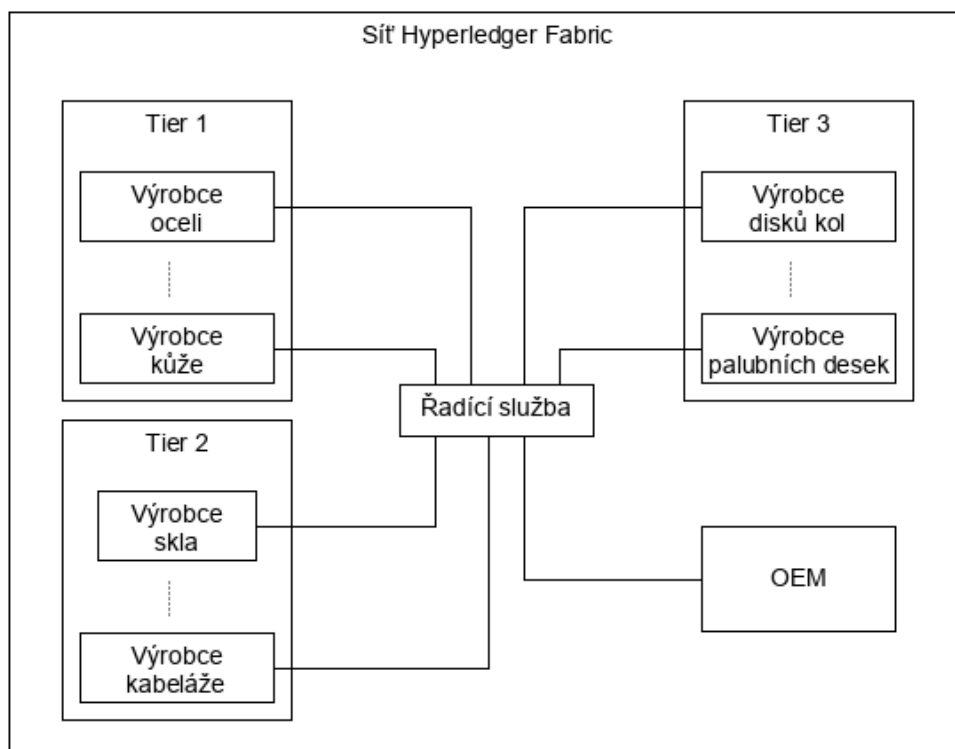 Síť Hyperledger Fabric
Tier 1
Výrobce
oceli
Výrobce
kůže
Tier 2
Výrobce
skla
Výrobce
kabeláže
Řadící služba
Tier 3
Výrobce
disků kol
Výrobce
palubních desek
OEM